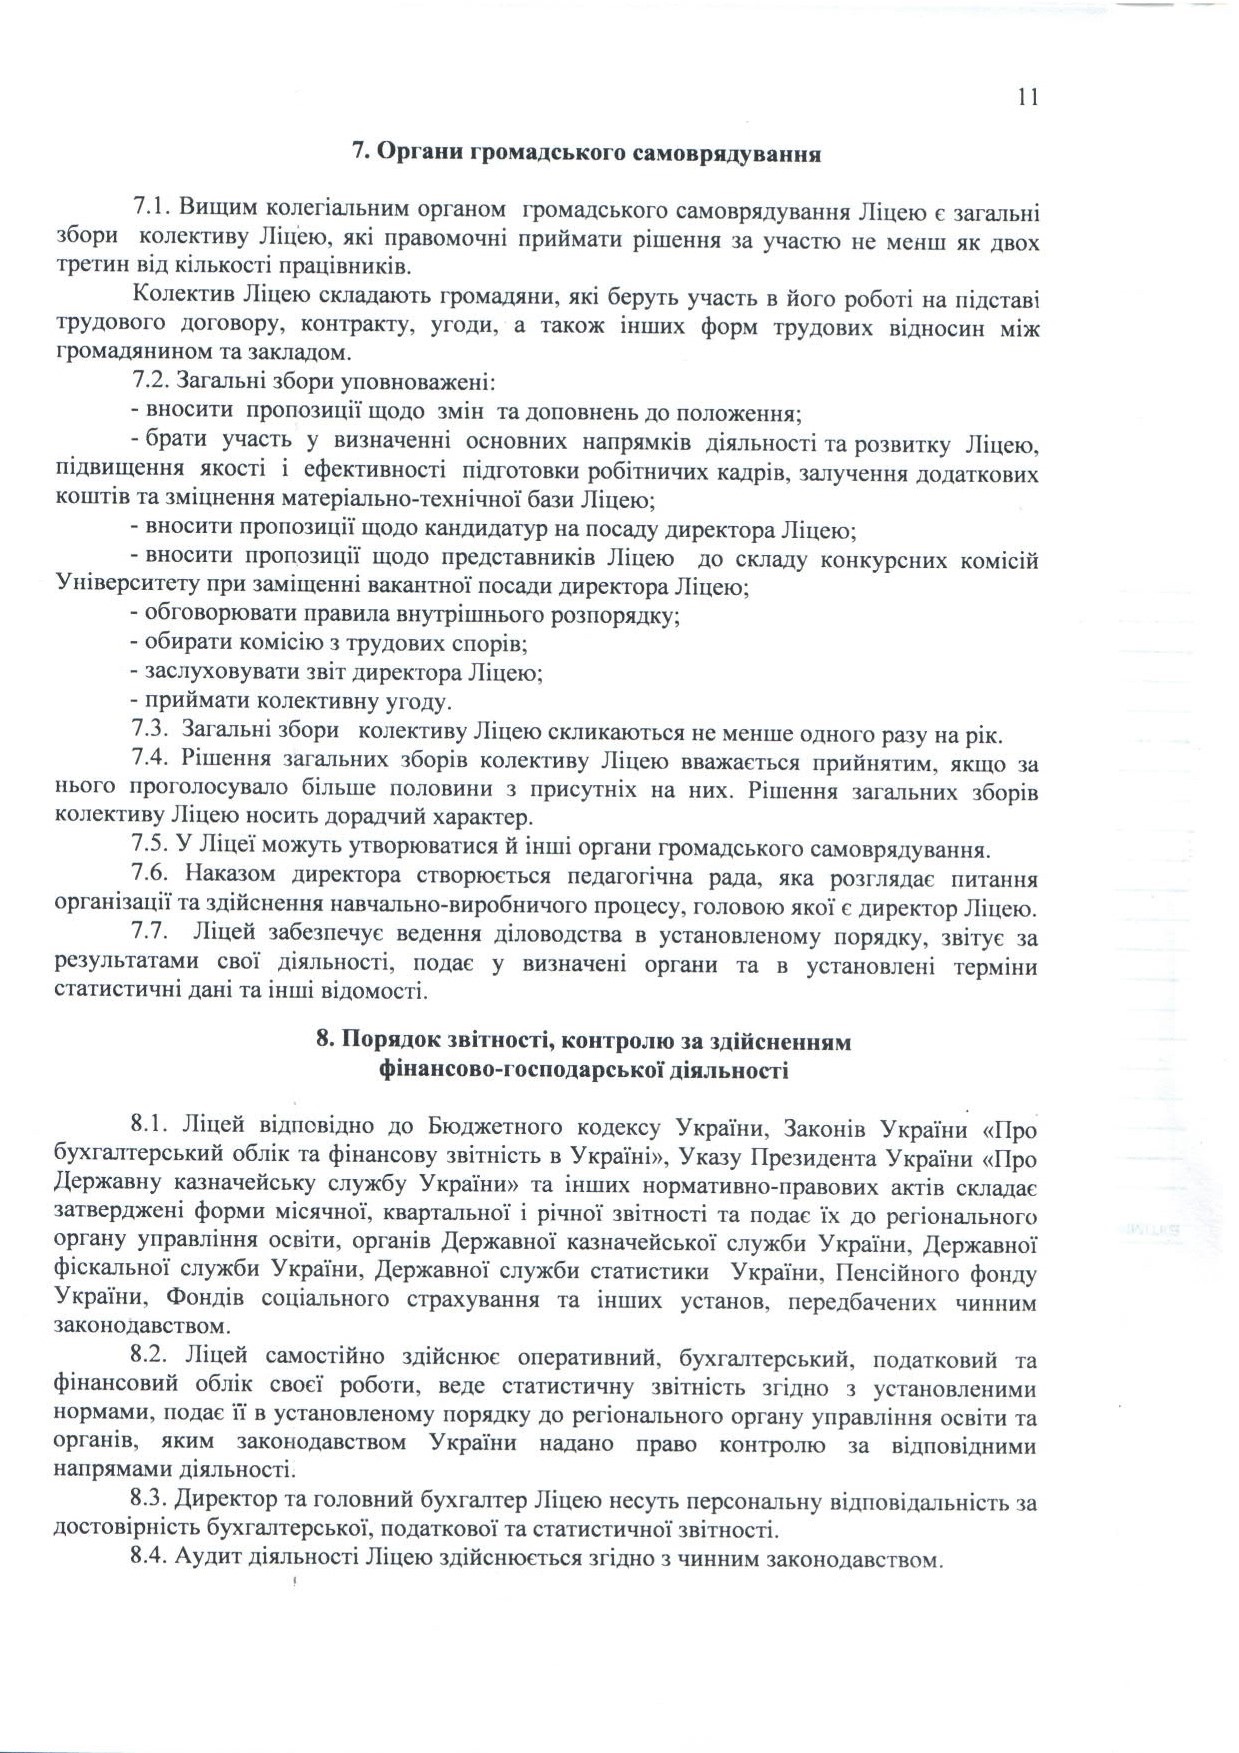 11
7. Органи громадського самоврядування
7.1. Вищим колегіальним органом громадського самоврядування Ліцею є загальні
збори колективу Ліцею, які правомочні приймати рішення за участю не менш як двох
третин від кількості працівників.
Колектив Ліцею складають громадяни, які беруть участь в його роботі на підставі
трудового договору, контракту, угоди, а також інших форм трудових відносин між
громадянином та закладом.
7.2. Загальні збори уповноважені:
- вносити пропозиції щодо змін та доповнень до положення;
- брати участь у визначенні основних напрямків діяльності та розвитку Ліцею,
підвищення якості і ефективності підготовки робітничих кадрів, залучення додаткових
коштів та зміцнення матеріально-технічної бази Ліцею;
- вносити пропозиції щодо кандидатур на посаду директора Ліцею;
- вносити пропозиції щодо представників Ліцею до складу конкурсних комісій
Університету при заміщенні вакантної посади директора Ліцею;
- обговорювати правила внутрішнього розпорядку;
- обирати комісію з трудових спорів;
- заслуховувати звіт директора Ліцею;
- приймати колективну угоду.
7.3. Загальні збори колективу Ліцею скликаються не менше одного разу на рік.
7.4. Рішення загальних зборів колективу Ліцею вважається прийнятим, якщо за
нього проголосувало більше половини з присутніх на них. Рішення загальних зборів
колективу Ліцею носить дорадчий характер.
7.5. У Ліцеї можуть утворюватися й інші органи громадського самоврядування.
7.6. Наказом директора створюється педагогічна рада, яка розглядає питання
організації та здійснення навчально-виробничого процесу, головою якої є директор Ліцею.
7.7. Ліцей забезпечує ведення діловодства в установленому порядку, звітує за
результатами свої діяльності, подає у визначені органи та в установлені терміни
статистичні дані та інші відомості.
8. Порядок звітності, контролю за здійсненням
фінансово-господарської діяльності
8.1. Ліцей відповідно до Бюджетного кодексу України, Законів України «Про
бухгалтерський облік та фінансову звітність в Україні», Указу Президента України «Про
Державну казначейську службу України» та інших нормативно-правових актів складає
затверджені форми місячної, квартальної і річної звітності та подає їх до регіонального
органу управління освіти, органів Державної казначейської служби України, Державної
фіскальної служби України, Державної служби статистики України, Пенсійного фонду
України, Фондів соціального страхування та інших установ, передбачених чинним
законодавством.
8.2. Ліцей самостійно здійснює оперативний, бухгалтерський, податковий та
фінансовий облік своєї роботи, веде статистичну звітність згідно з установленими
нормами, подає її в установленому порядку до регіонального органу управління освіти та
органів, яким законодавством України надано право контролю за відповідними
напрямами діяльності.
8.3. Директор та головний бухгалтер Ліцею несуть персональну відповідальність за
достовірність бухгалтерської, податкової та статистичної звітності.
8.4. Аудит діяльності Ліцею здійснюється згідно з чинним законодавством.